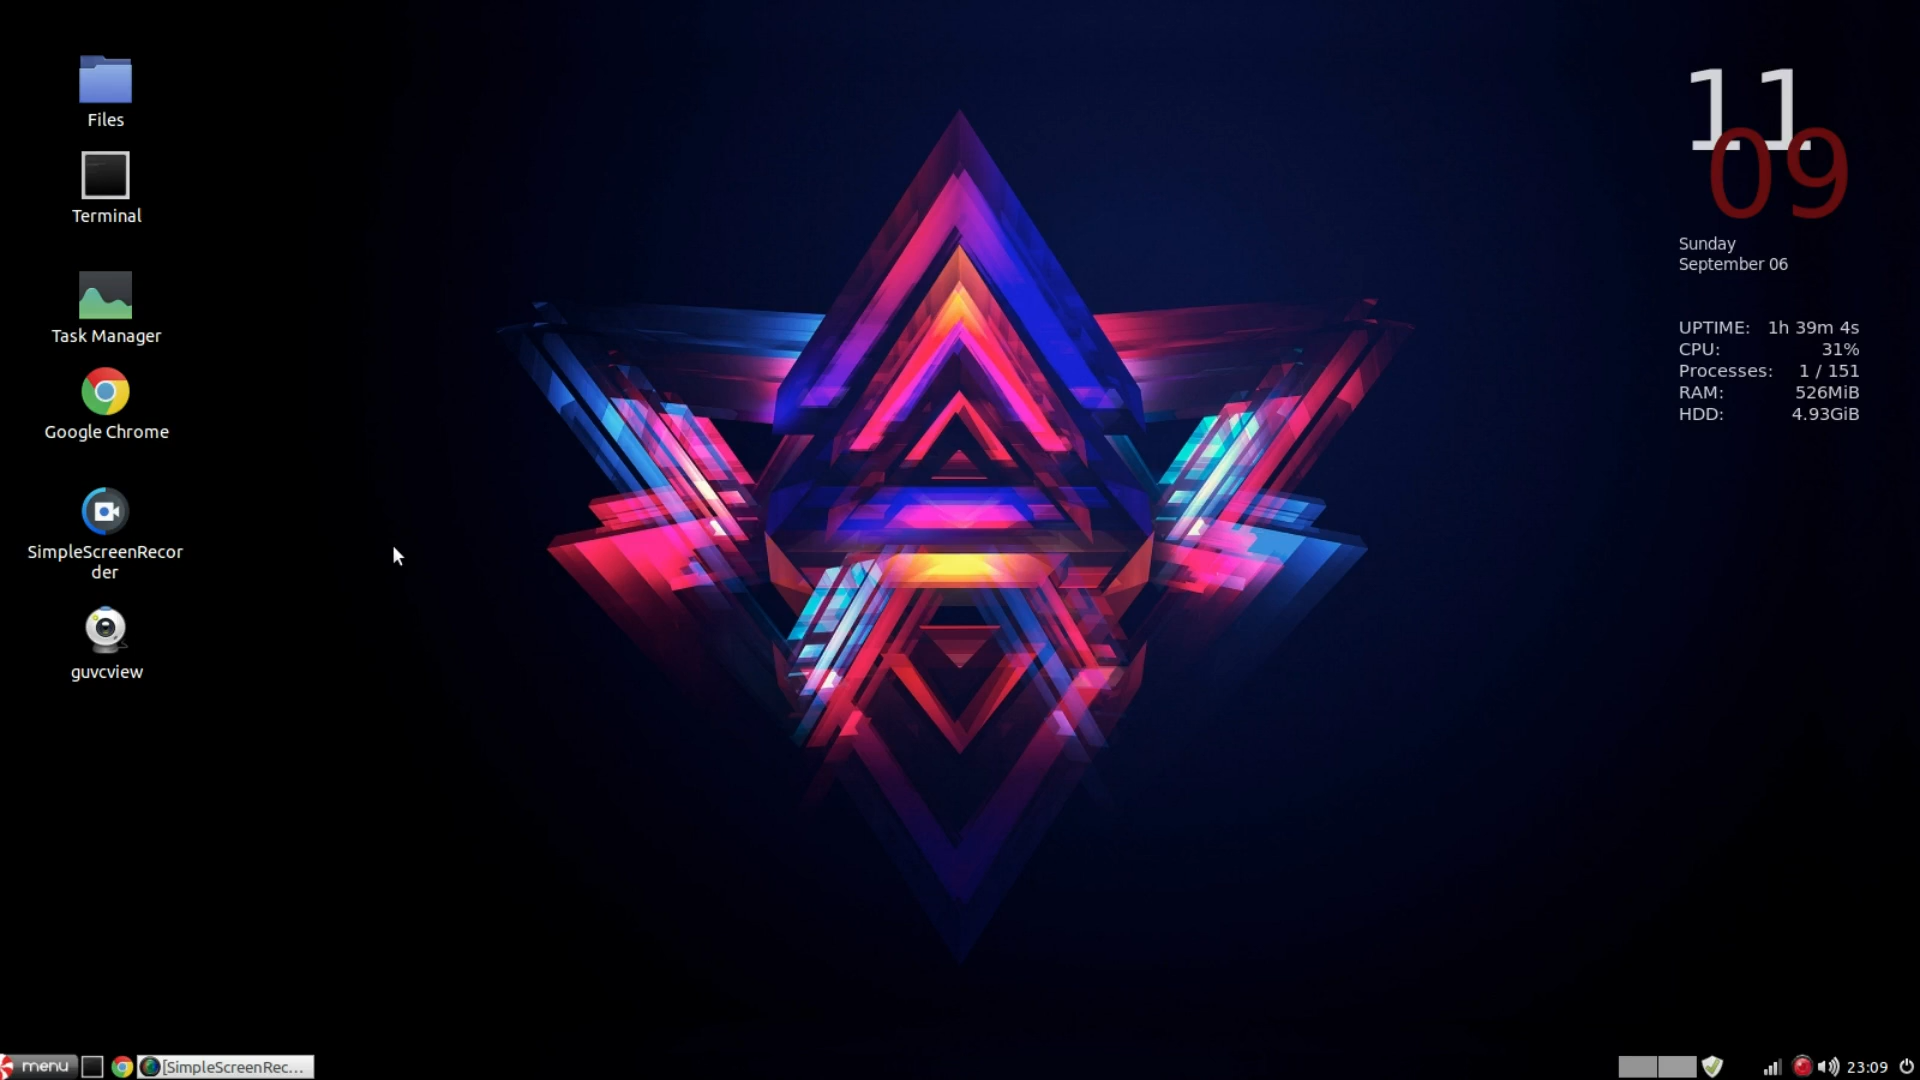 Files
Terminal
Task Manager
Google Chrome
SimpleScreenRecor
der
guvcview
11
09
Sunday
September 06
UPTIME: 1h 39m 4s
CPU: 31%
Processes: 1 / 151
RAM: 526MiB
HDD: 4.93GiB
menu
[SimpleScreenRec...
23:09